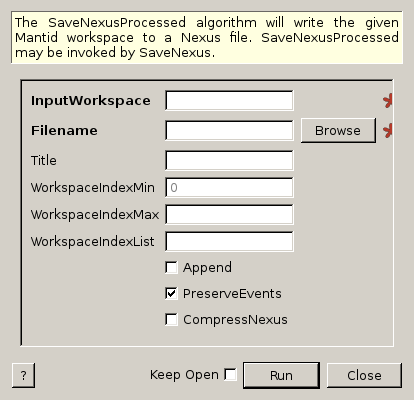 The SaveNexusProcessed algorithm will write the given
Mantid workspace to a Nexus file. SaveNexusProcessed
may be invoked by SaveNexus.
InputWorkspace
Filename Browse
Title
WorkspaceIndexMin 0
WorkspaceIndexMax
WorkspaceIndexList
Append
PreserveEvents
CompressNexus
? Keep Open Run Close